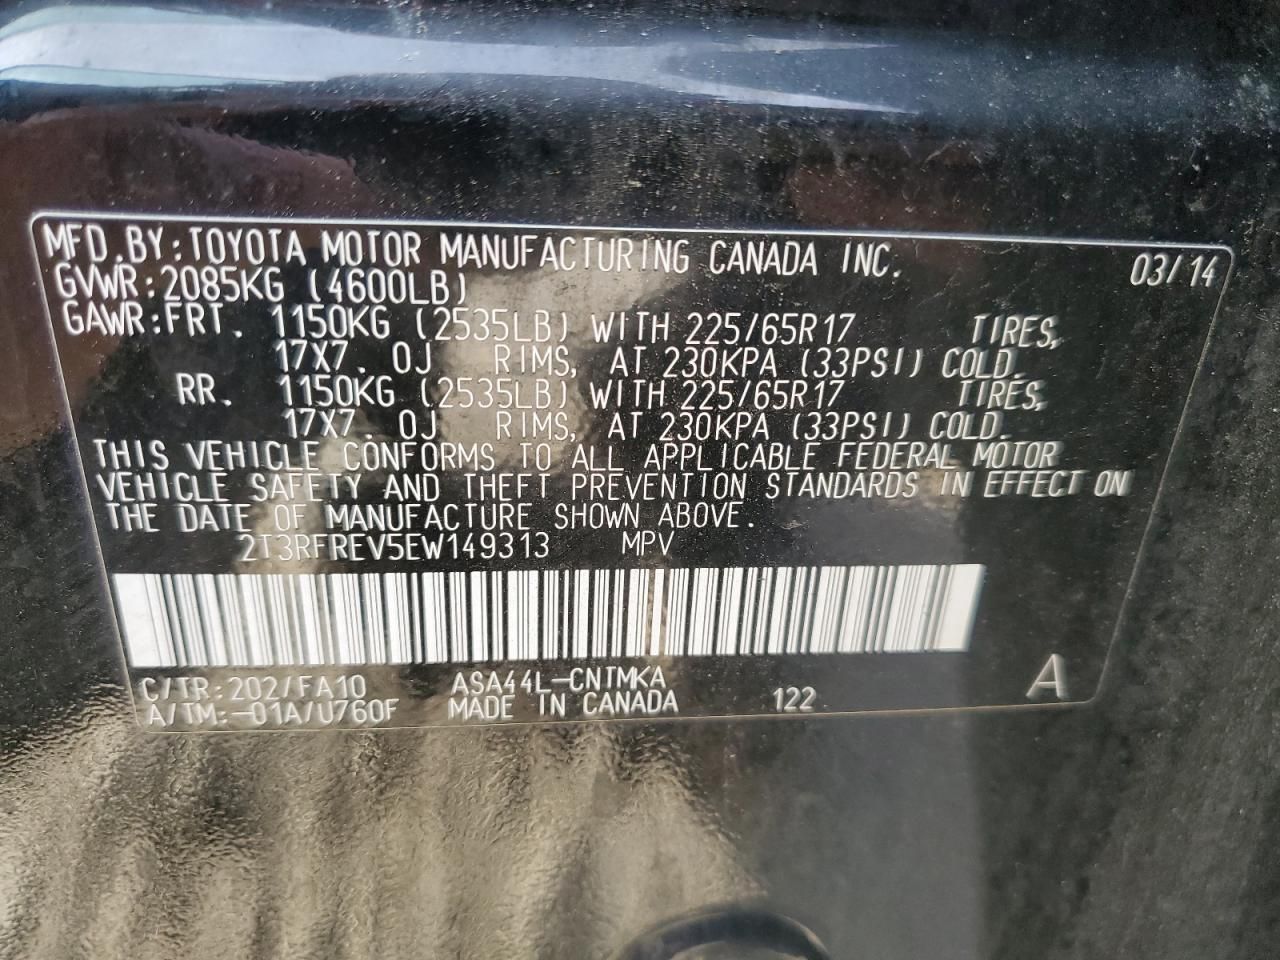 MFD.BY:TOYOTA MOTOR MANUFACTURING CANADA INC. 03/14
GVWR:2085KG (4600LB)
GAWR:FRT. 1150KG (2535LB) WITH 225/65R17 TIRES,
17X7.0J RIMS, AT 230KPA (33PSI) COLD.
RR. 1150KG (2535LB) WITH 225/65R17 TIRES,
17X7.0J RIMS, AT 230KPA (33PSI) COLD.
THIS VEHICLE CONFORMS TO ALL APPLICABLE FEDERAL MOTOR
VEHICLE SAFETY AND THEFT PREVENTION STANDARDS IN EFFECT ON
THE DATE OF MANUFACTURE SHOWN ABOVE.
2T3RFREV5EW149313 MPV
C/TR:202/FA10 ASA44L-CNTMKA
A/TM:-01A/U760F MADE IN CANADA 122 A